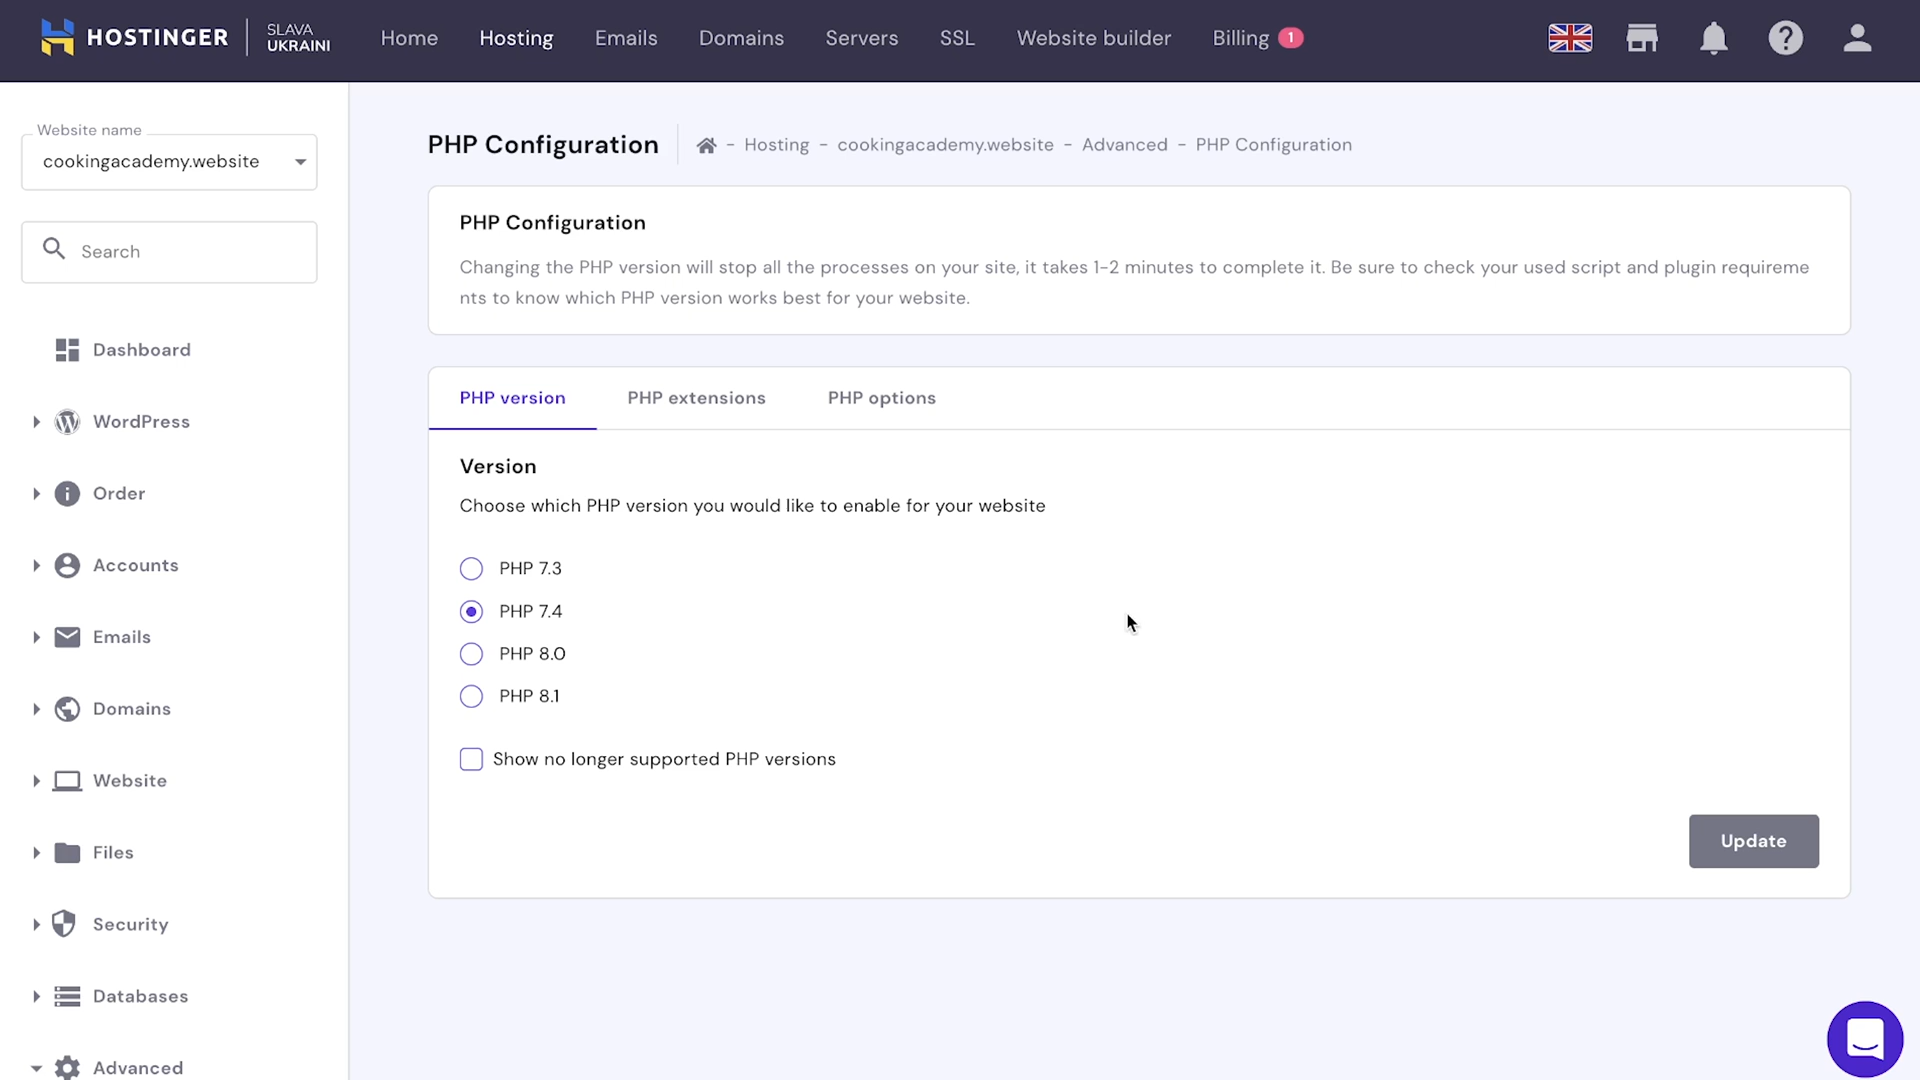 HOSTINGER
SLAVA
UKRAINI
Home
Hosting
Emails
Domains
Servers
SSL
Website builder
Billing 1
Website name
cookingacademy.website
Search
Dashboard
WordPress
Order
Accounts
Emails
Domains
Website
Files
Security
Databases
Advanced
PHP Configuration
- Hosting - cookingacademy.website - Advanced - PHP Configuration
PHP Configuration
Changing the PHP version will stop all the processes on your site, it takes 1-2 minutes to complete it. Be sure to check your used script and plugin requireme
nts to know which PHP version works best for your website.
PHP version
PHP extensions
PHP options
Version
Choose which PHP version you would like to enable for your website
PHP 7.3
PHP 7.4
PHP 8.0
PHP 8.1
Show no longer supported PHP versions
Update